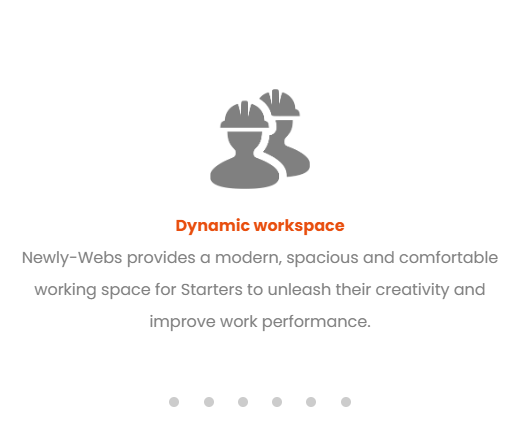 Dynamic workspace
Newly-Webs provides a modern, spacious and comfortable
working space for Starters to unleash their creativity and
improve work performance.